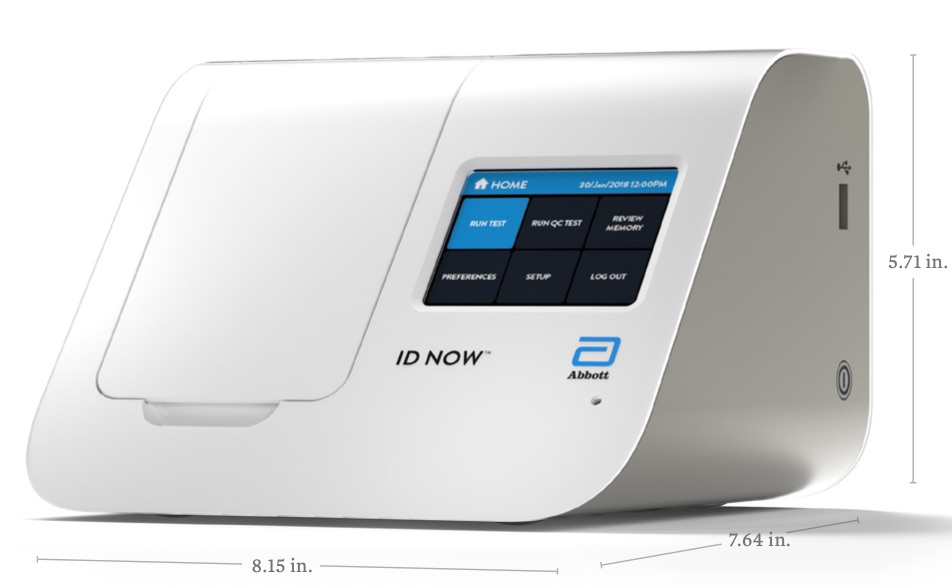 HOME 30/Jan/2018 12:00PM
RUN TEST
RUN QC TEST
REVIEW
MEMORY
PREFERENCES
SETUP
LOG OUT
ID NOW™
Abbott
5.71 in.
7.64 in.
8.15 in.